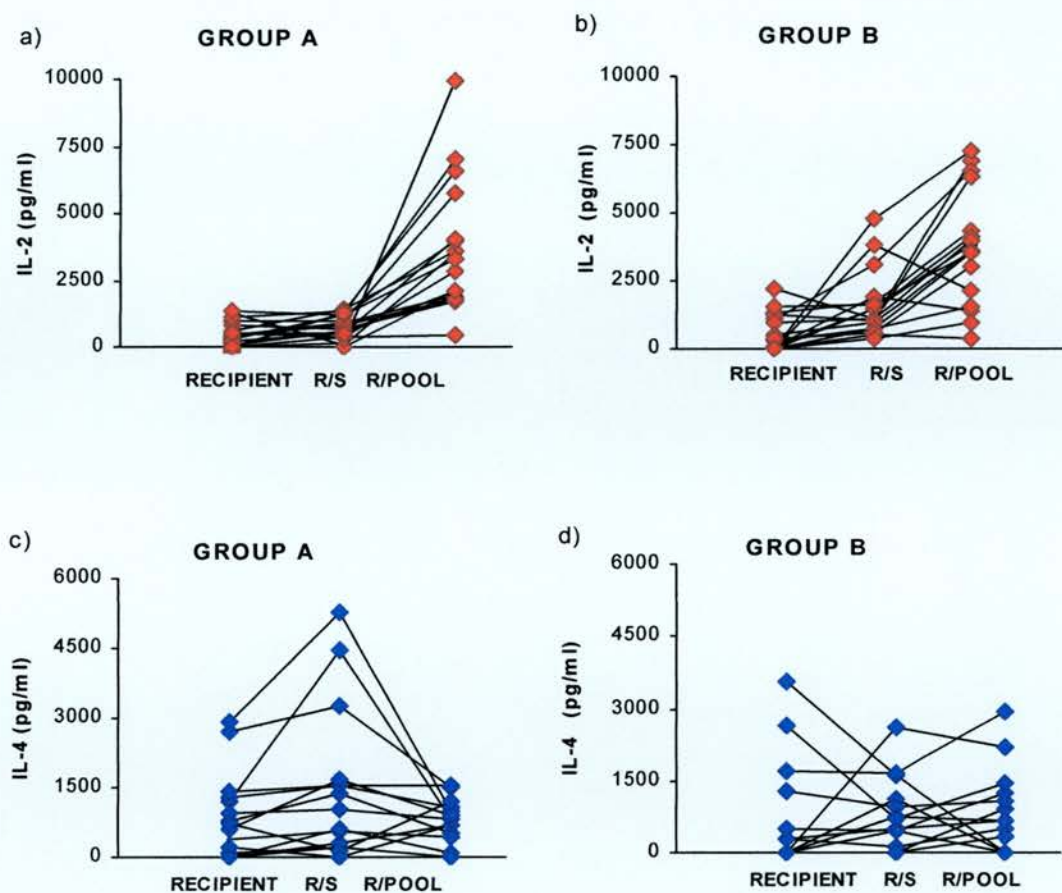 a)
GROUP A
IL-2 (pg/ml)
10000
7500
5000
2500
0
RECIPIENT R/S R/POOL
b)
GROUP B
IL-2 (pg/ml)
10000
7500
5000
2500
0
RECIPIENT R/S R/POOL
c)
GROUP A
IL-4 (pg/ml)
6000
4500
3000
1500
0
RECIPIENT R/S R/POOL
d)
GROUP B
IL-4 (pg/ml)
6000
4500
3000
1500
0
RECIPIENT R/S R/POOL